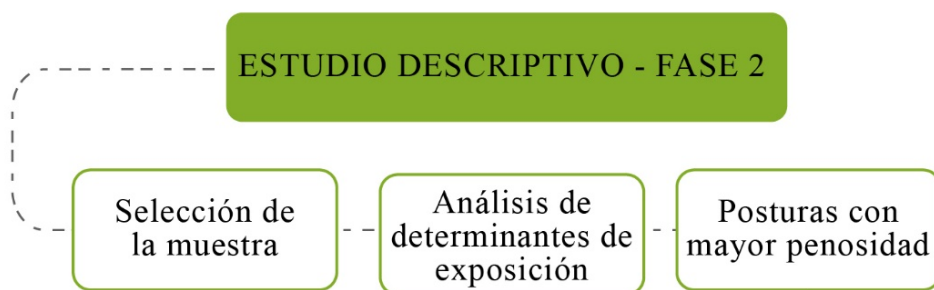 ESTUDIO DESCRIPTIVO - FASE 2
Selección de
la muestra
Análisis de
determinantes de
exposición
Posturas con
mayor penosidad